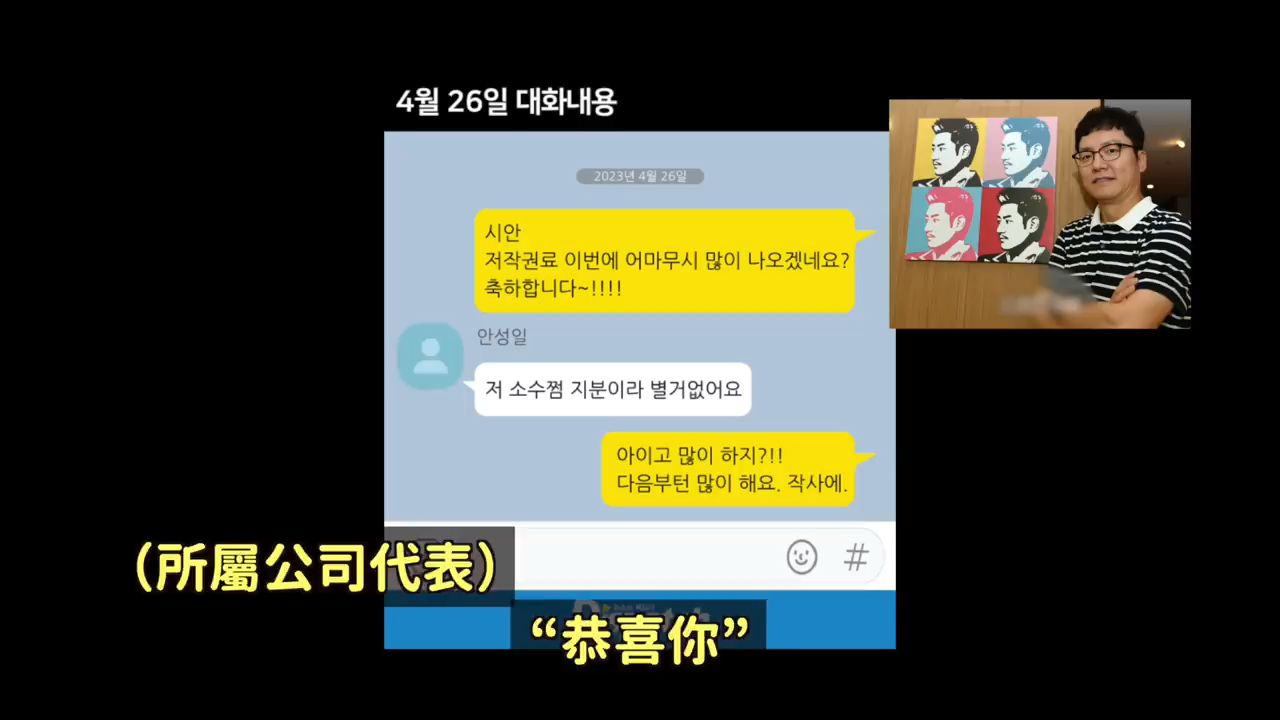 4월 26일 대화내용
2023년 4월 26일
시안
저작권료 이번에 어마무시 많이 나오겠네요?
축하합니다~!!!!
안성일
저 소수쩜 지분이라 별거없어요
아이고 많이 하지?!!
다음부턴 많이 해요. 작사에.
#
(所屬公司代表)
“恭喜你”